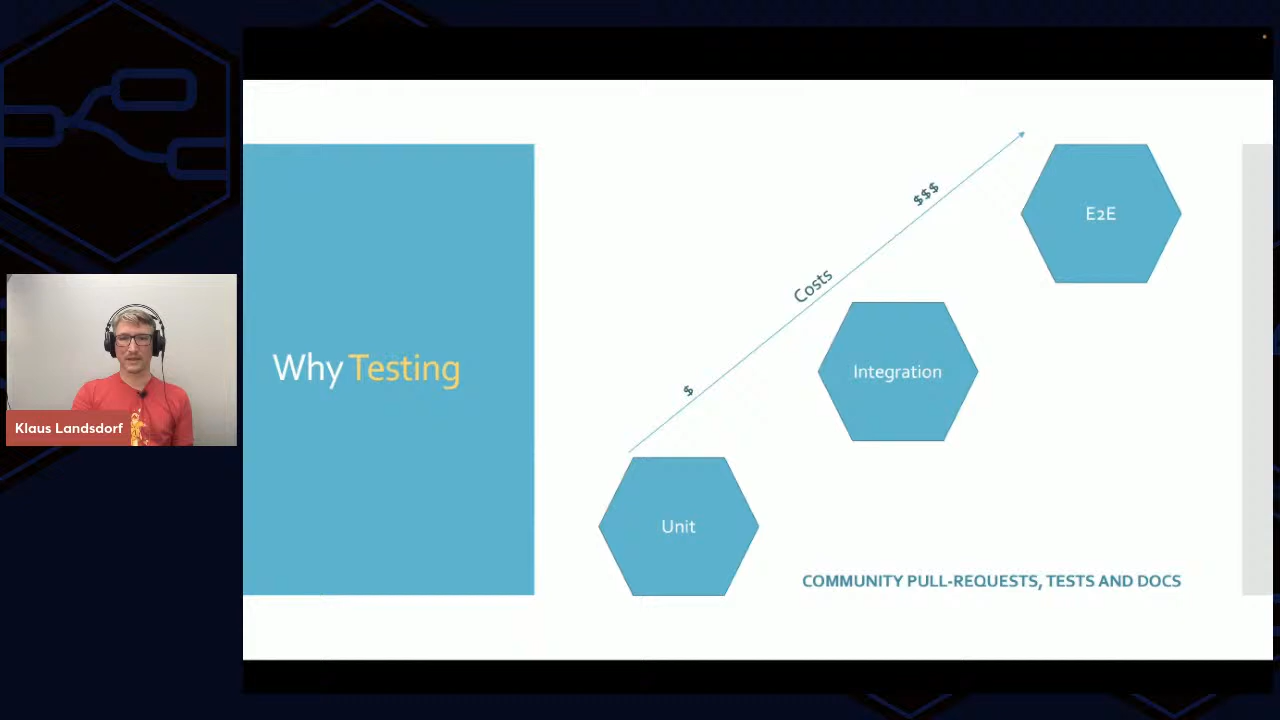 Klaus Landsdorf
Why Testing
$
Costs
$$$
E2E
Integration
Unit
COMMUNITY PULL-REQUESTS, TESTS AND DOCS